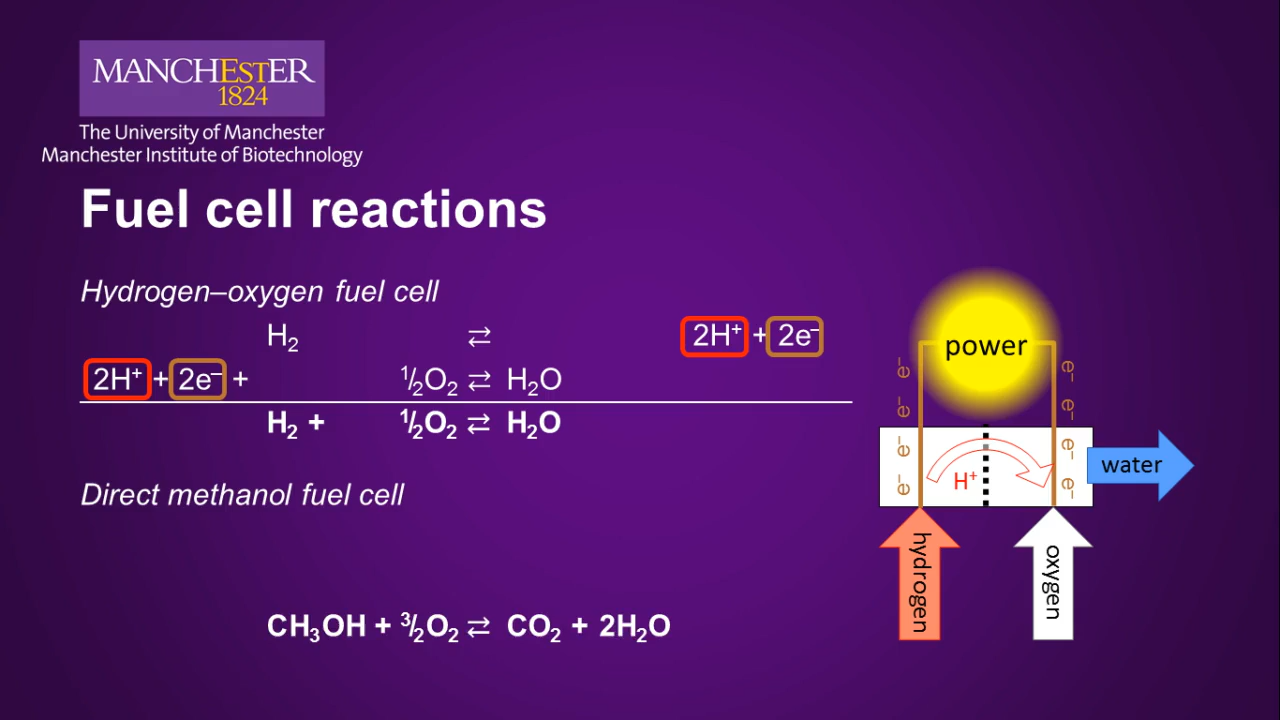 MANCHESTER
1824
The University of Manchester
Manchester Institute of Biotechnology
Fuel cell reactions
Hydrogen–oxygen fuel cell
H₂ ⇄ 2H⁺ + 2e⁻
2H⁺ + 2e⁻ + ¹/₂O₂ ⇄ H₂O
H₂ + ¹/₂O₂ ⇄ H₂O
Direct methanol fuel cell
CH₃OH + ³/₂O₂ ⇄ CO₂ + 2H₂O
power
e⁻ e⁻ e⁻ e⁻
e⁻ e⁻ e⁻ e⁻
H⁺
water
hydrogen
oxygen